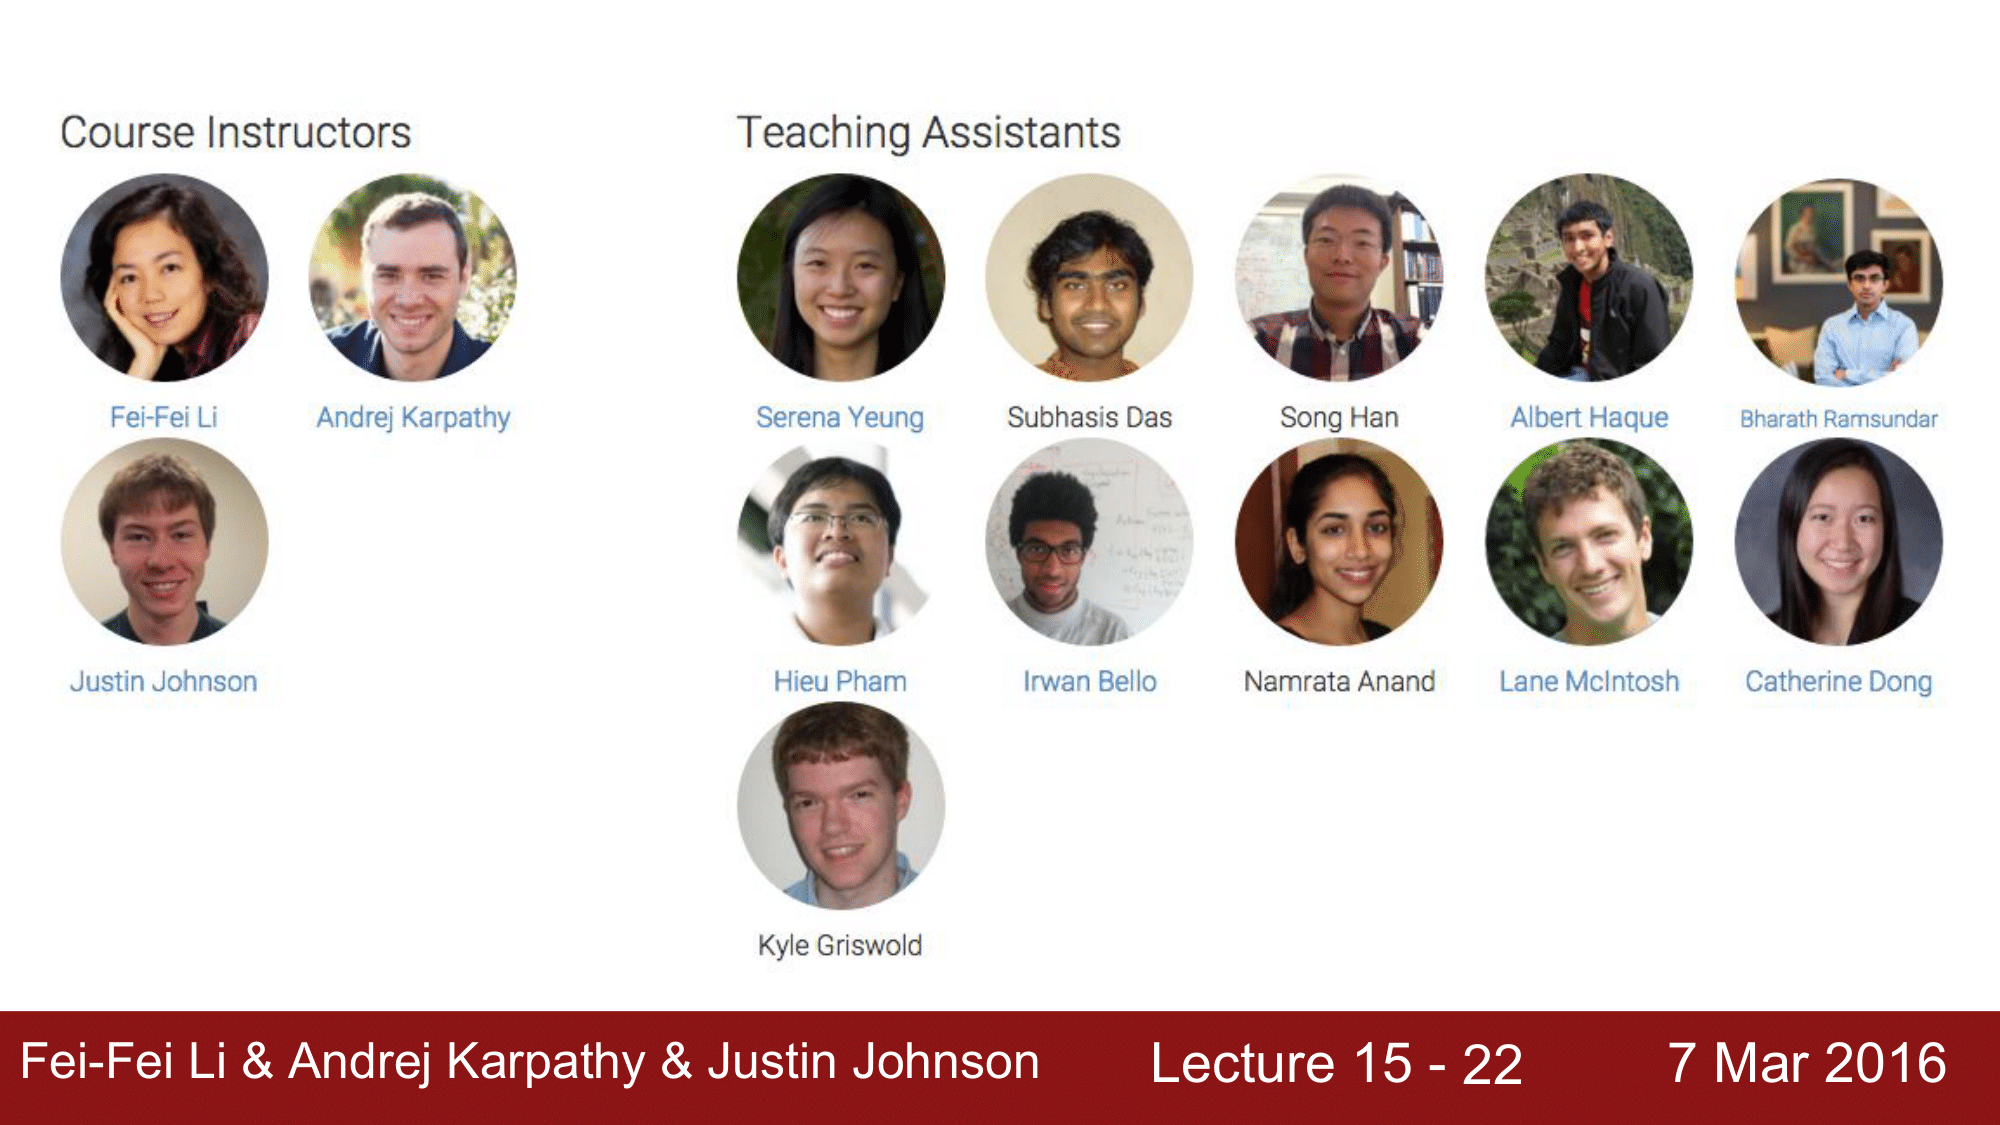 Course Instructors
Fei-Fei Li
Andrej Karpathy
Justin Johnson
Teaching Assistants
Serena Yeung
Subhasis Das
Song Han
Albert Haque
Bharath Ramsundar
Hieu Pham
Irwan Bello
Namrata Anand
Lane McIntosh
Catherine Dong
Kyle Griswold
Fei-Fei Li & Andrej Karpathy & Justin Johnson
Lecture 15 - 22
7 Mar 2016